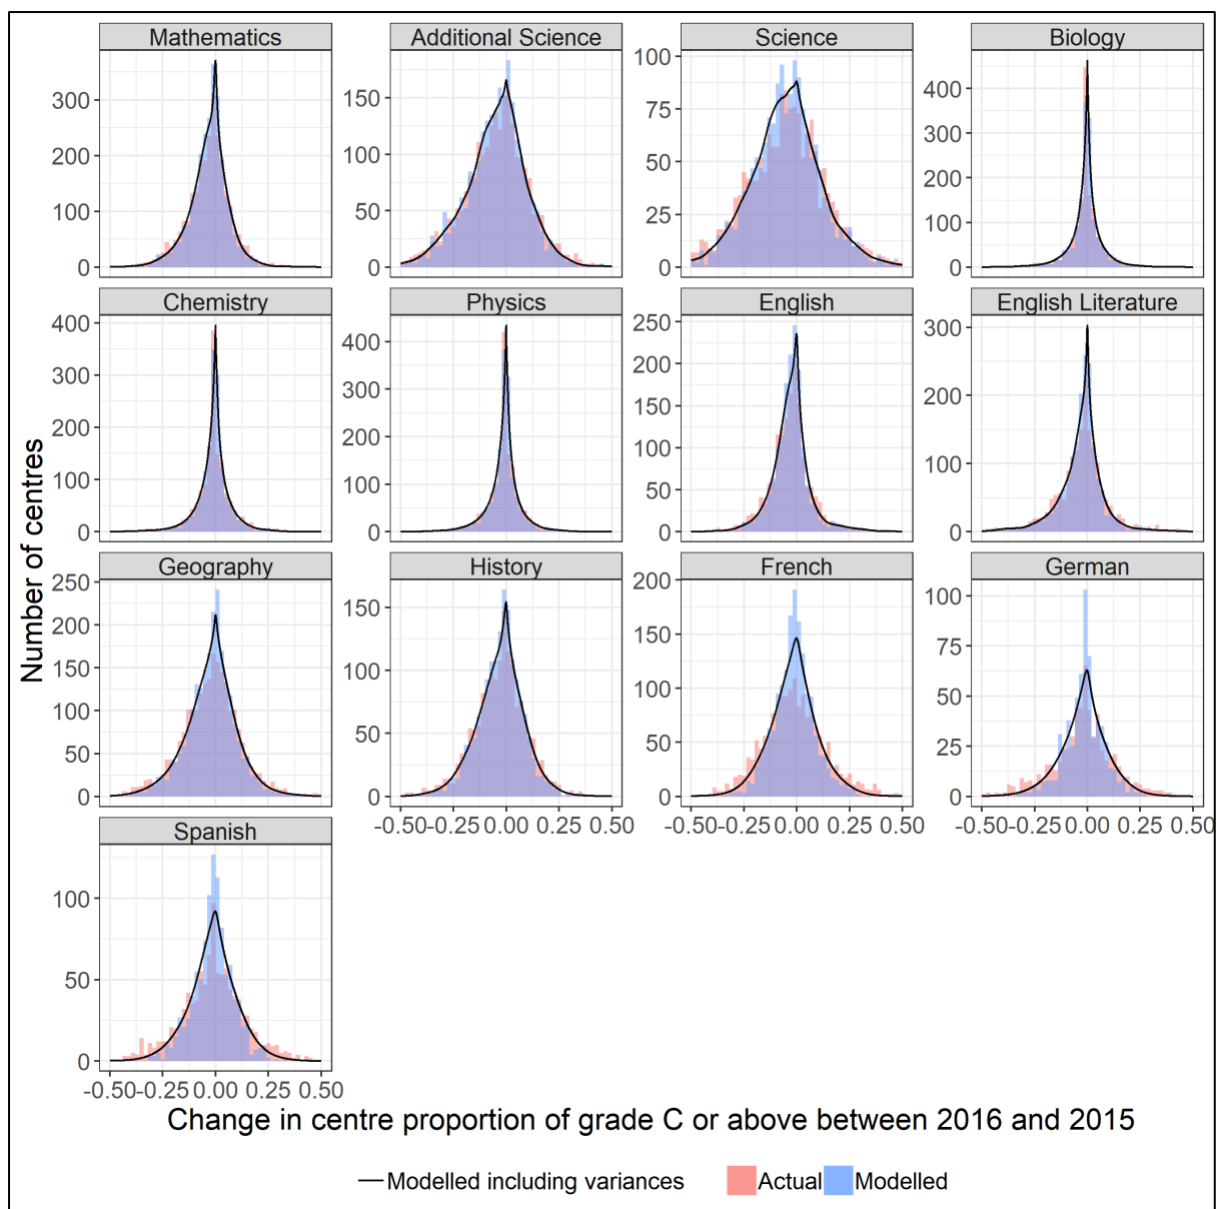 Mathematics
Additional Science
Science
Biology
300
200
100
0
150
100
50
0
100
75
50
25
0
400
300
200
100
0
Chemistry
Physics
English
English Literature
400
300
200
100
0
400
300
200
100
0
250
200
150
100
50
0
300
200
100
0
Geography
History
French
German
250
200
150
100
50
0
150
100
50
0
200
150
100
50
0
100
75
50
25
0
-0.50 -0.25 0.00 0.25 0.50
-0.50 -0.25 0.00 0.25 0.50
-0.50 -0.25 0.00 0.25 0.50
Spanish
100
50
0
-0.50 -0.25 0.00 0.25 0.50
Number of centres
Change in centre proportion of grade C or above between 2016 and 2015
Modelled including variances
Actual
Modelled